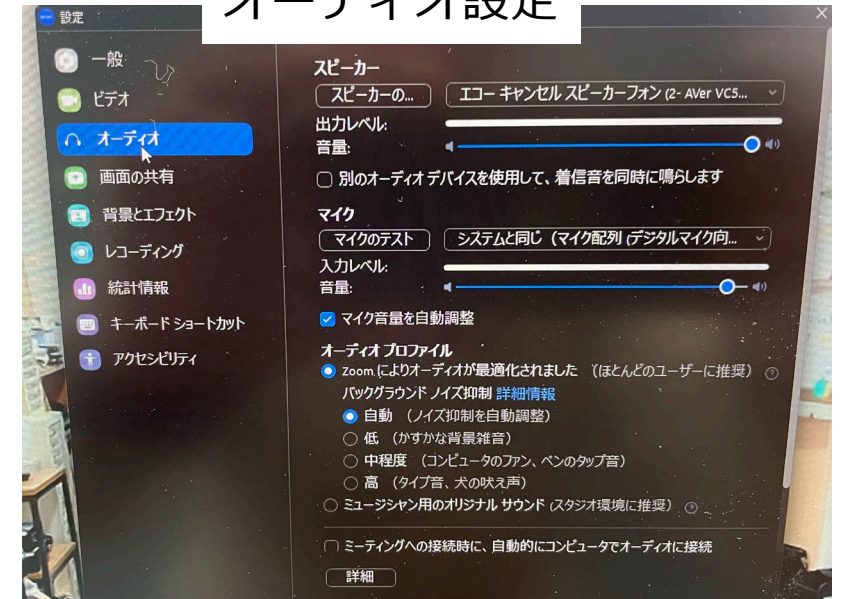 オーディオ設定
設定
一般
ビデオ
オーディオ
画面の共有
背景とエフェクト
レコーディング
統計情報
キーボード ショートカット
アクセシビリティ
スピーカー
スピーカーの... エコー キャンセル スピーカーフォン (2- AVer VC5...
出力レベル:
音量:
別のオーディオ デバイスを使用して、着信音を同時に鳴らします
マイク
マイクのテスト システムと同じ (マイク配列 (デジタルマイク向...
入力レベル:
音量:
マイク音量を自動調整
オーディオ プロファイル
Zoom によりオーディオが最適化されました (ほとんどのユーザーに推奨)
バックグラウンド ノイズ抑制 詳細情報
自動 (ノイズ抑制を自動調整)
低 (かすかな背景雑音)
中程度 (コンピュータのファン、ペンのタップ音)
高 (タイプ音、犬の吠え声)
ミュージシャン用のオリジナル サウンド (スタジオ環境に推奨)
ミーティングへの接続時に、自動的にコンピュータでオーディオに接続
詳細